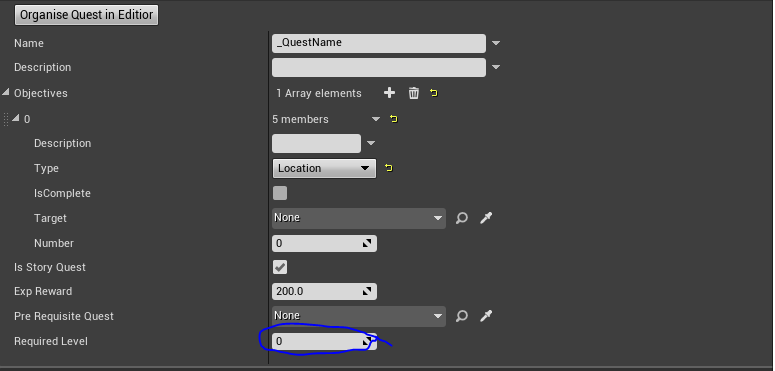 Organise Quest in Editior
Name _QuestName
Description
Objectives 1 Array elements
0 5 members
Description
Type Location
IsComplete
Target None
Number 0
Is Story Quest
Exp Reward 200.0
Pre Requisite Quest None
Required Level 0